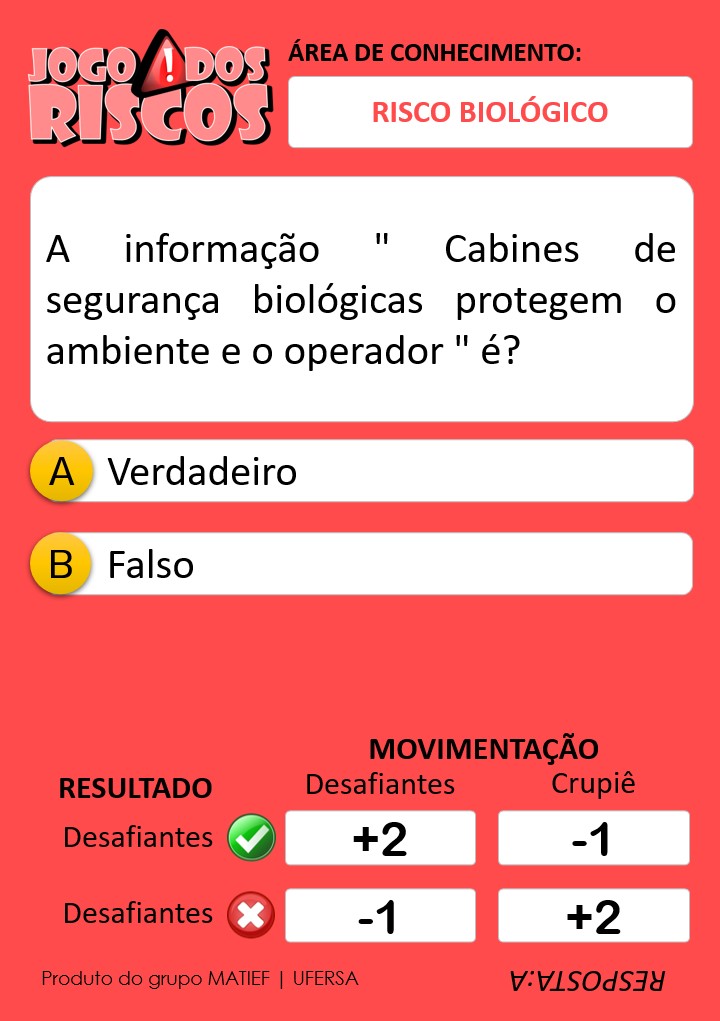 JOGO DOS
RISCOS
ÁREA DE CONHECIMENTO:
RISCO BIOLÓGICO
A informação " Cabines de
segurança biológicas protegem o
ambiente e o operador " é?
A Verdadeiro
B Falso
MOVIMENTAÇÃO
RESULTADO Desafiantes Crupiê
Desafiantes +2 -1
Desafiantes -1 +2
Produto do grupo MATIEF | UFERSA
RESPOSTA:A